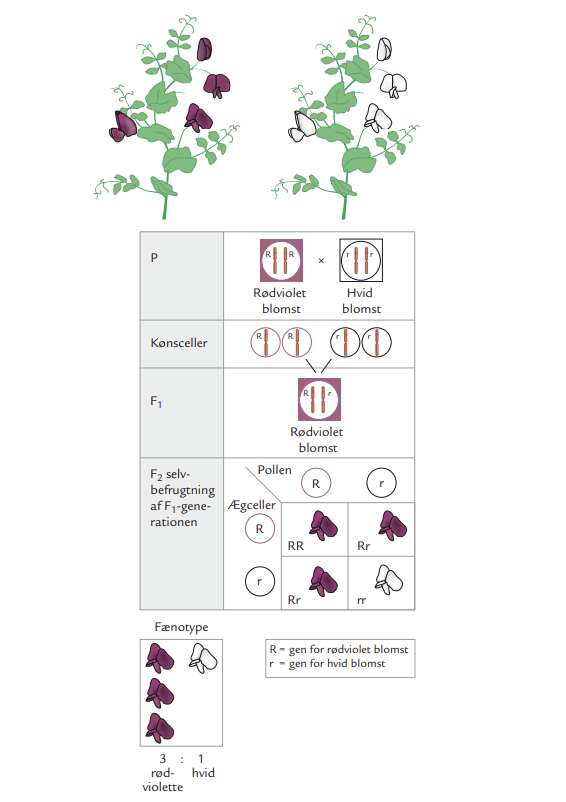 P
R R
×
r r
Rødviolet
blomst
Hvid
blomst
Kønsceller
R R r r
F1
R r
Rødviolet
blomst
F2 selv-
befrugtning
af F1-gene-
rationen
Pollen
R r
Ægceller
R
RR Rr
r
Rr rr
Fænotype
R = gen for rødviolet blomst
r = gen for hvid blomst
3 : 1
rød- hvid
violette